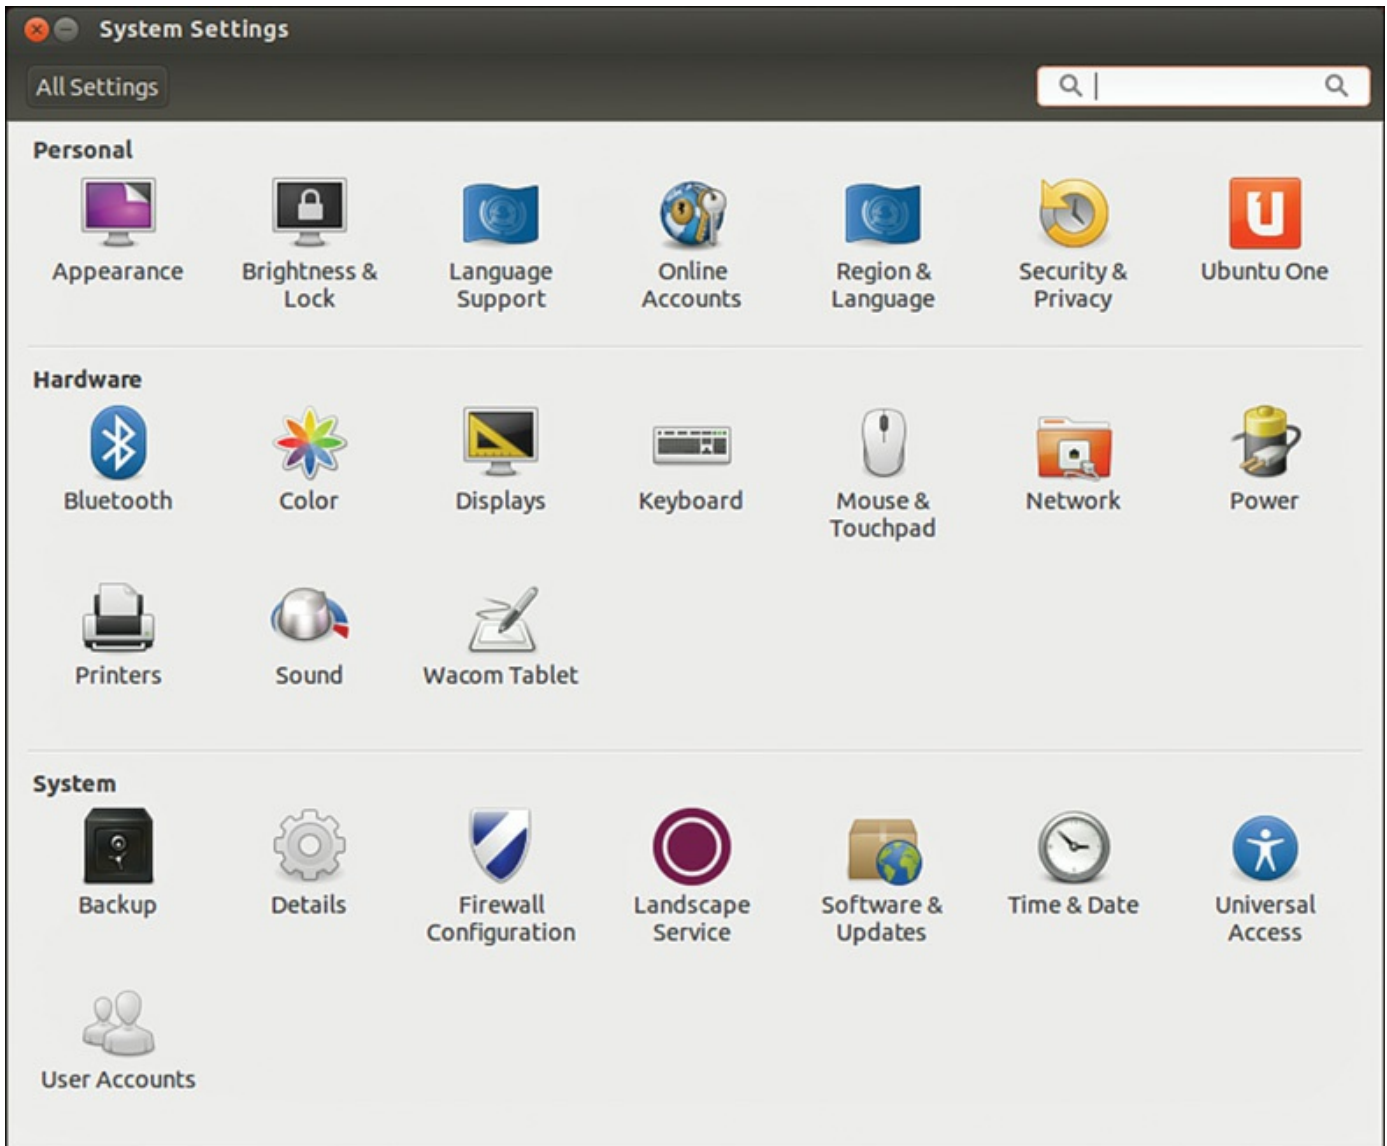 System Settings
All Settings
Personal
Appearance
Brightness &
Lock
Language
Support
Online
Accounts
Region &
Language
Security &
Privacy
Ubuntu One
Hardware
Bluetooth
Color
Displays
Keyboard
Mouse &
Touchpad
Network
Power
Printers
Sound
Wacom Tablet
System
Backup
Details
Firewall
Configuration
Landscape
Service
Software &
Updates
Time & Date
Universal
Access
User Accounts